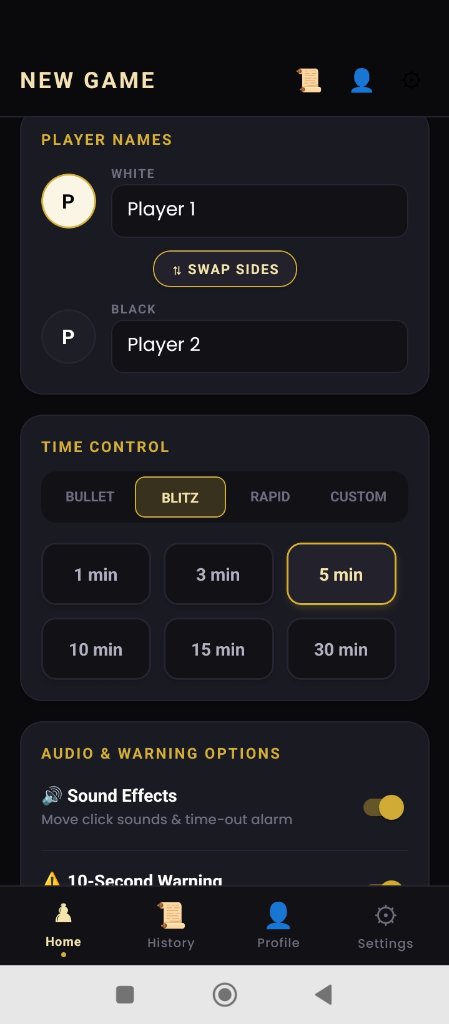 NEW GAME
PLAYER NAMES
WHITE
P
Player 1
⇅ SWAP SIDES
BLACK
P
Player 2
TIME CONTROL
BULLET BLITZ RAPID CUSTOM
1 min 3 min 5 min
10 min 15 min 30 min
AUDIO & WARNING OPTIONS
🔊 Sound Effects
Move click sounds & time-out alarm
⚠️ 10-Second Warning
Home History Profile Settings